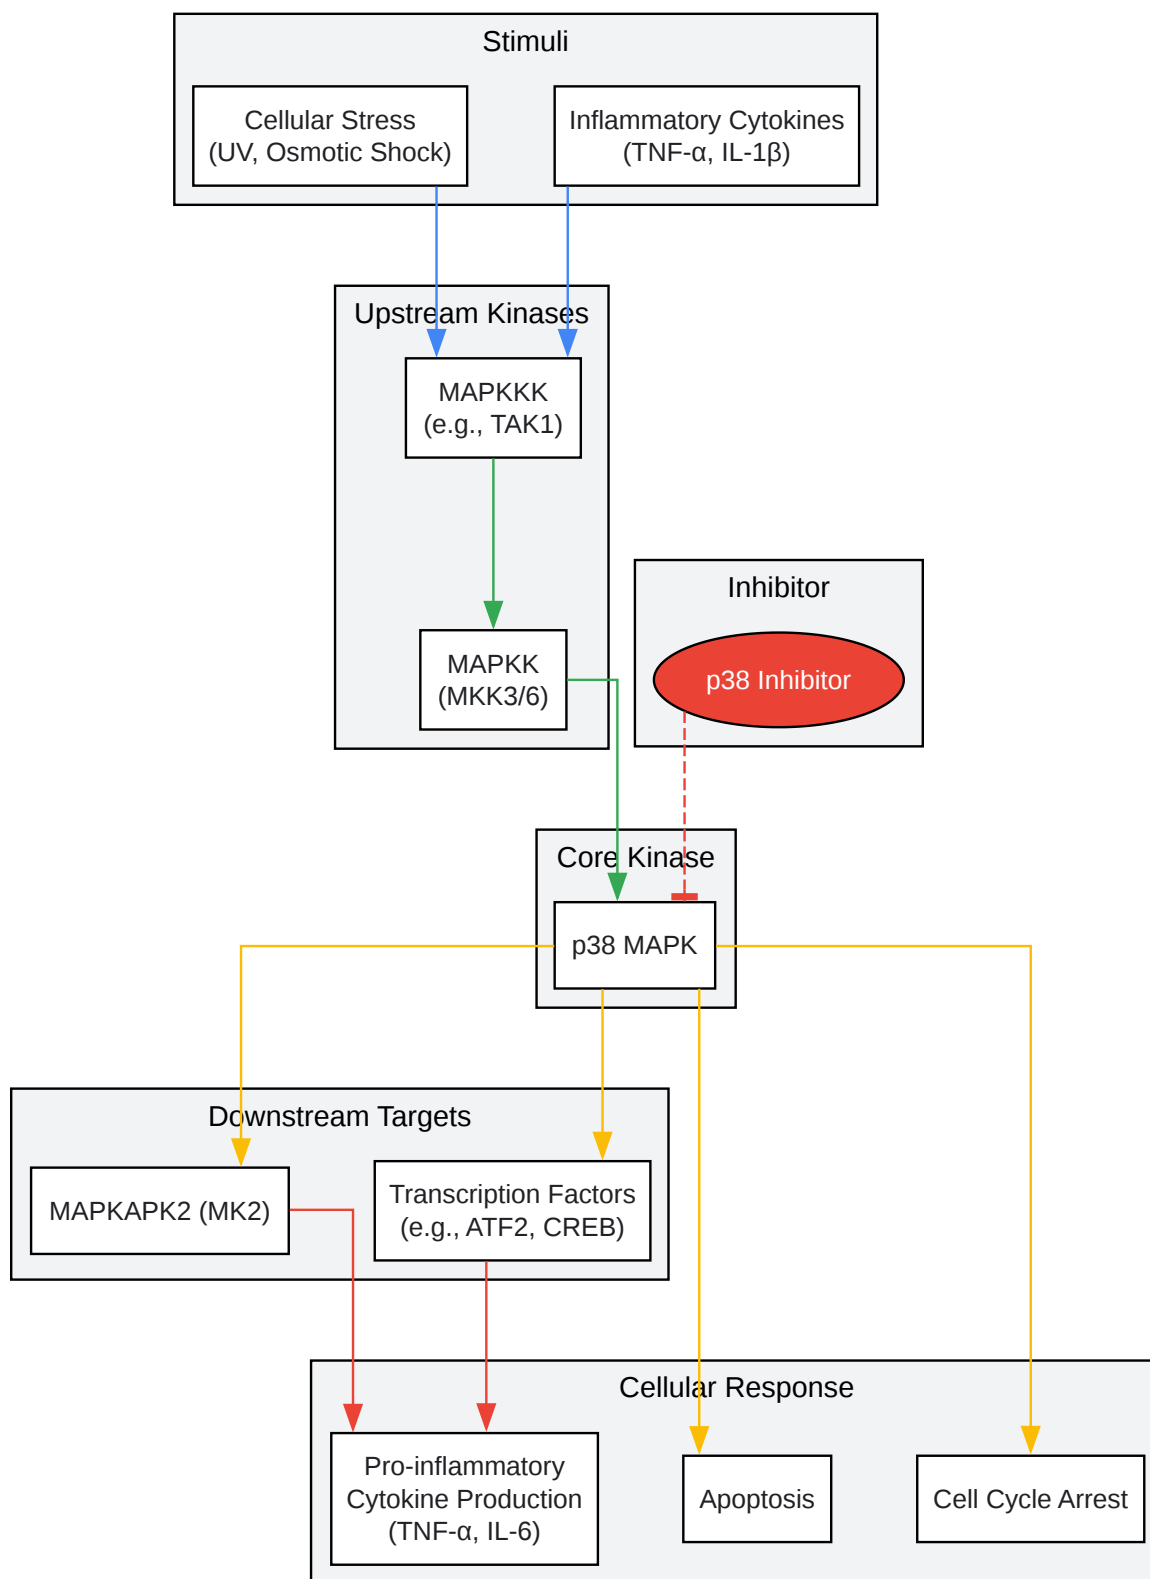 Stimuli
Cellular Stress
(UV, Osmotic Shock)
Inflammatory Cytokines
(TNF-α, IL-1β)
Upstream Kinases
MAPKKK
(e.g., TAK1)
MAPKK
(MKK3/6)
Inhibitor
p38 Inhibitor
Core Kinase
p38 MAPK
Downstream Targets
MAPKAPK2 (MK2)
Transcription Factors
(e.g., ATF2, CREB)
Cellular Response
Pro-inflammatory
Cytokine Production
(TNF-α, IL-6)
Apoptosis
Cell Cycle Arrest